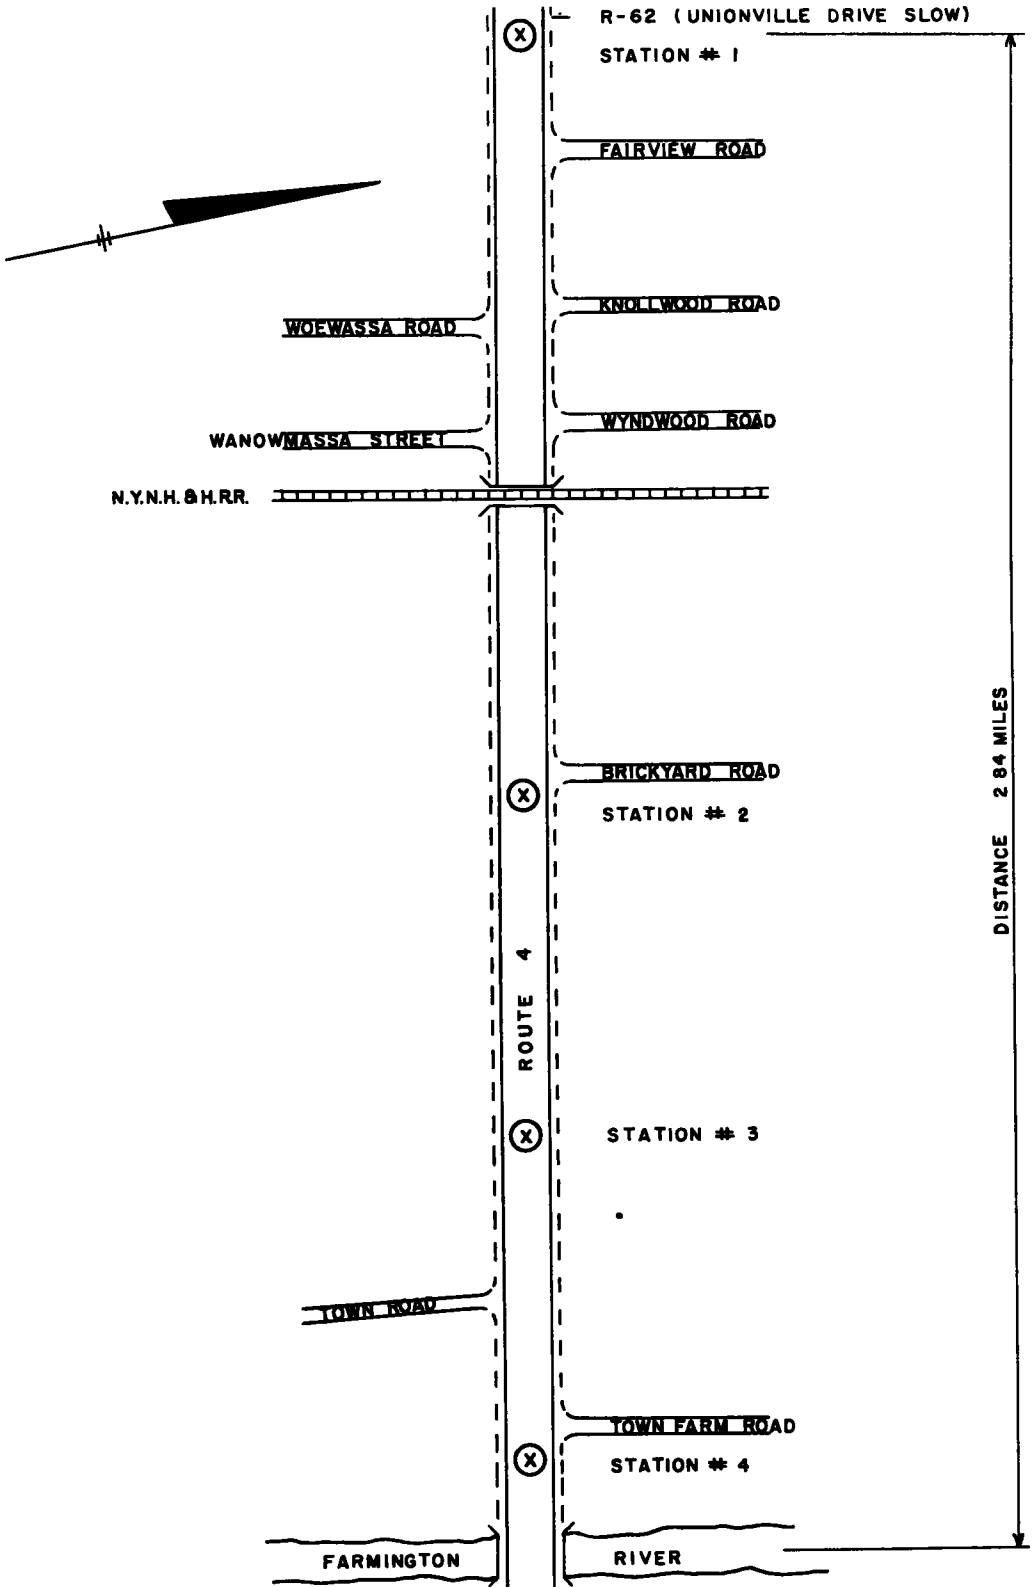 R-62 (UNIONVILLE DRIVE SLOW)
STATION # 1
FAIRVIEW ROAD
KNOLLWOOD ROAD
WOEWASSA ROAD
WYNDWOOD ROAD
WANOWMASSA STREET
N.Y.N.H. & H.RR.
BRICKYARD ROAD
STATION # 2
DISTANCE 2 84 MILES
ROUTE 4
STATION # 3
TOWN ROAD
TOWN FARM ROAD
STATION # 4
FARMINGTON RIVER